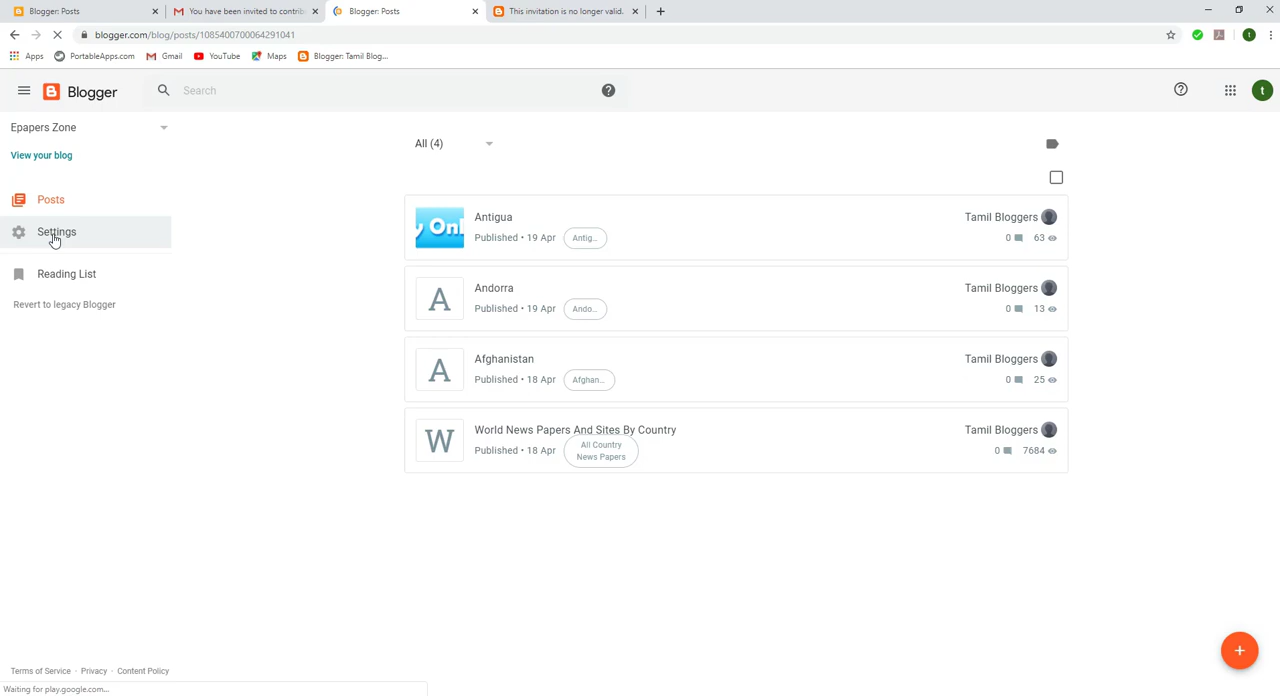 Blogger: Posts
You have been invited to contrib
Blogger: Posts
This invitation is no longer valid.
blogger.com/blog/posts/1085400700064291041
t
Apps
PortableApps.com
Gmail
YouTube
Maps
Blogger: Tamil Blog...
Blogger
Search
t
Epapers Zone
All (4)
View your blog
Posts
Settings
Reading List
Revert to legacy Blogger
y Onl
Antigua
Tamil Bloggers
Published • 19 Apr
Antig...
0
63
A
Andorra
Tamil Bloggers
Published • 19 Apr
Ando...
0
13
A
Afghanistan
Tamil Bloggers
Published • 18 Apr
Afghan...
0
25
W
World News Papers And Sites By Country
Tamil Bloggers
Published • 18 Apr
All Country
News Papers
0
7684
+
Terms of Service · Privacy · Content Policy
Waiting for play.google.com...